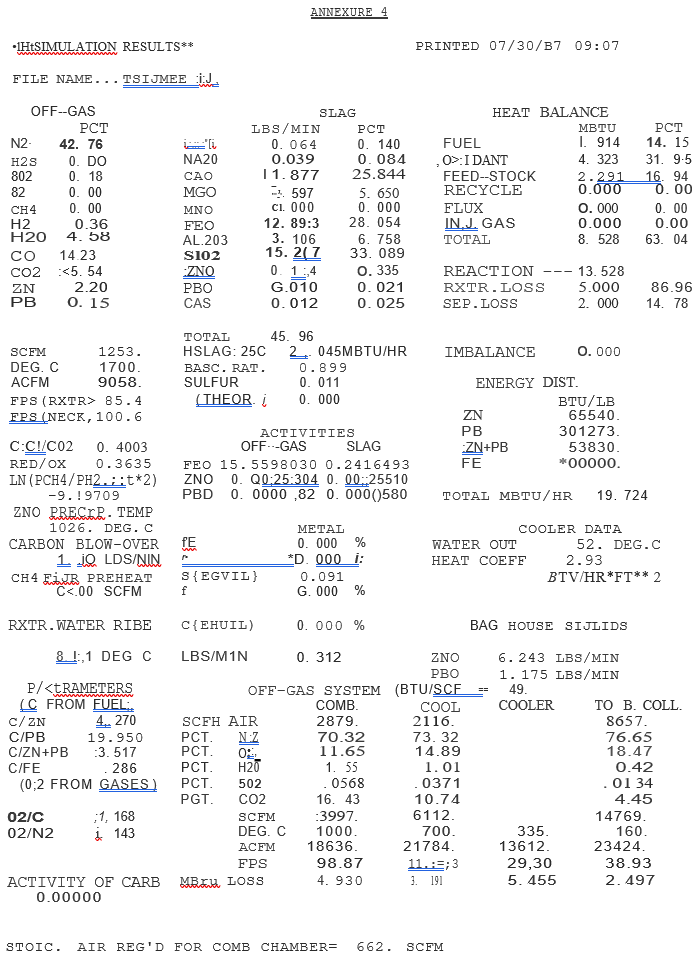 ANNEXURE 4
•lHtSIMULATION RESULTS** PRINTED 07/30/B7 09:07
FILE NAME... TSIJMEE :i:J.
OFF--GAS SLAG HEAT BALANCE
PCT LBS/MIN PCT MBTU PCT
N2· 42. 76 0. 064 0. 140 FUEL l. 914 14. 15
H2S 0. DO NA20 0.039 0.084 ,O>:IDANT 4. 323 31. 9·5
802 0. 18 CAO l1.877 25.844 FEED--STOCK 2.291 16. 94
82 0. 00 MGO 597 5. 650 RECYCLE 0.000 0. 00
CH4 0. 00 MNO Cl. 000 0. 000 FLUX O. 000 0. 00
H2 0.36 FEO 12. 89:3 28. 054 IN,J. GAS 0.000 0.00
H20 4. 58 AL.203 3. 106 6.758 TOTAL 8. 528 63. 04
CO 14.23 SI02 15. 2(7 33.089
CO2 :<5. 54 :ZNO 0. 1 :,4 O. 335 REACTION --- 13.528
ZN 2.20 PBO G.010 0.021 RXTR.LOSS 5.000 86.96
PB 0. 15 CAS 0.012 0.025 SEP.LOSS 2. 000 14. 78
TOTAL 45. 96
SCFM 1253. HSLAG: 25C 2 . 045MBTU/HR IMBALANCE O. 000
DEG. C 1700. BASC. RAT. 0.899
ACFM 9058. SULFUR 0. 011 ENERGY DIST.
FPS(RXTR> 85.4 (THEOR. i 0. 000 BTU/LB
FPS(NECK,100.6 ZN 65540.
ACTIVITIES PB 301273.
C:C!/C02 0. 4003 OFF-··-GAS SLAG :ZN+PB 53830.
RED/OX 0.3635 FEO 15.5598030 0.2416493 FE *00000.
LN(PCH4/PH2.;:t*2) ZNO 0. Q0;25:304 0. 00;;25510
-9.!9709 PBD 0. 0000 ,82 0. 000()580 TOTAL MBTU/HR 19. 724
ZNO PRECrP. TEMP
1026. DEG. C METAL COOLER DATA
CARBON BLOW-OVER fE 0. 000 % WATER OUT 52. DEG.C
1. .iO LDS/NIN *D. 000 i: HEAT COEFF 2.93
CH4 FiJR PREHEAT S{EGVIL} 0.091 BTV/HR*FT** 2
C<.00 SCFM f G. 000 %
RXTR.WATER RIBE C{EHUIL) 0. 000 % BAG HOUSE SIJLIDS
8.l:,1 DEG C LBS/M1N 0. 312 ZNO 6. 243 LBS/MIN
PBO 1. 175 LBS/MIN
P/<tRAMETERS OFF-GAS SYSTEM (BTU/SCF == 49.
(C FROM FUEL:. COMB. COOL COOLER TO B. COLL.
C/ZN 4.. 270 SCFH AIR 2879. 2116. 8657.
C/PB 19.950 PCT. N:Z 70.32 73. 32 76.65
C/ZN+PB :3.517 PCT. 11.65 14.89 18.47
C/FE . 286 PCT. H20 1. 55 1. 01 0.42
(0;2 FROM GASES) PCT. 502 . 0568 . 0371 . 0134
PGT. CO2 16. 43 10.74 4.45
02/C ;1, 168 SCFM :3997. 6112. 14769.
02/N2 i. 143 DEG. C 1000. 700. 335. 160.
ACFM 18636. 21784. 13612. 23424.
FPS 98.87 11.:=;3 29,30 38.93
ACTIVITY OF CARB MBru LOSS 4. 930 3. 191 5. 455 2. 497
0.00000
STOIC. AIR REG'D FOR COMB CHAMBER= 662. SCFM